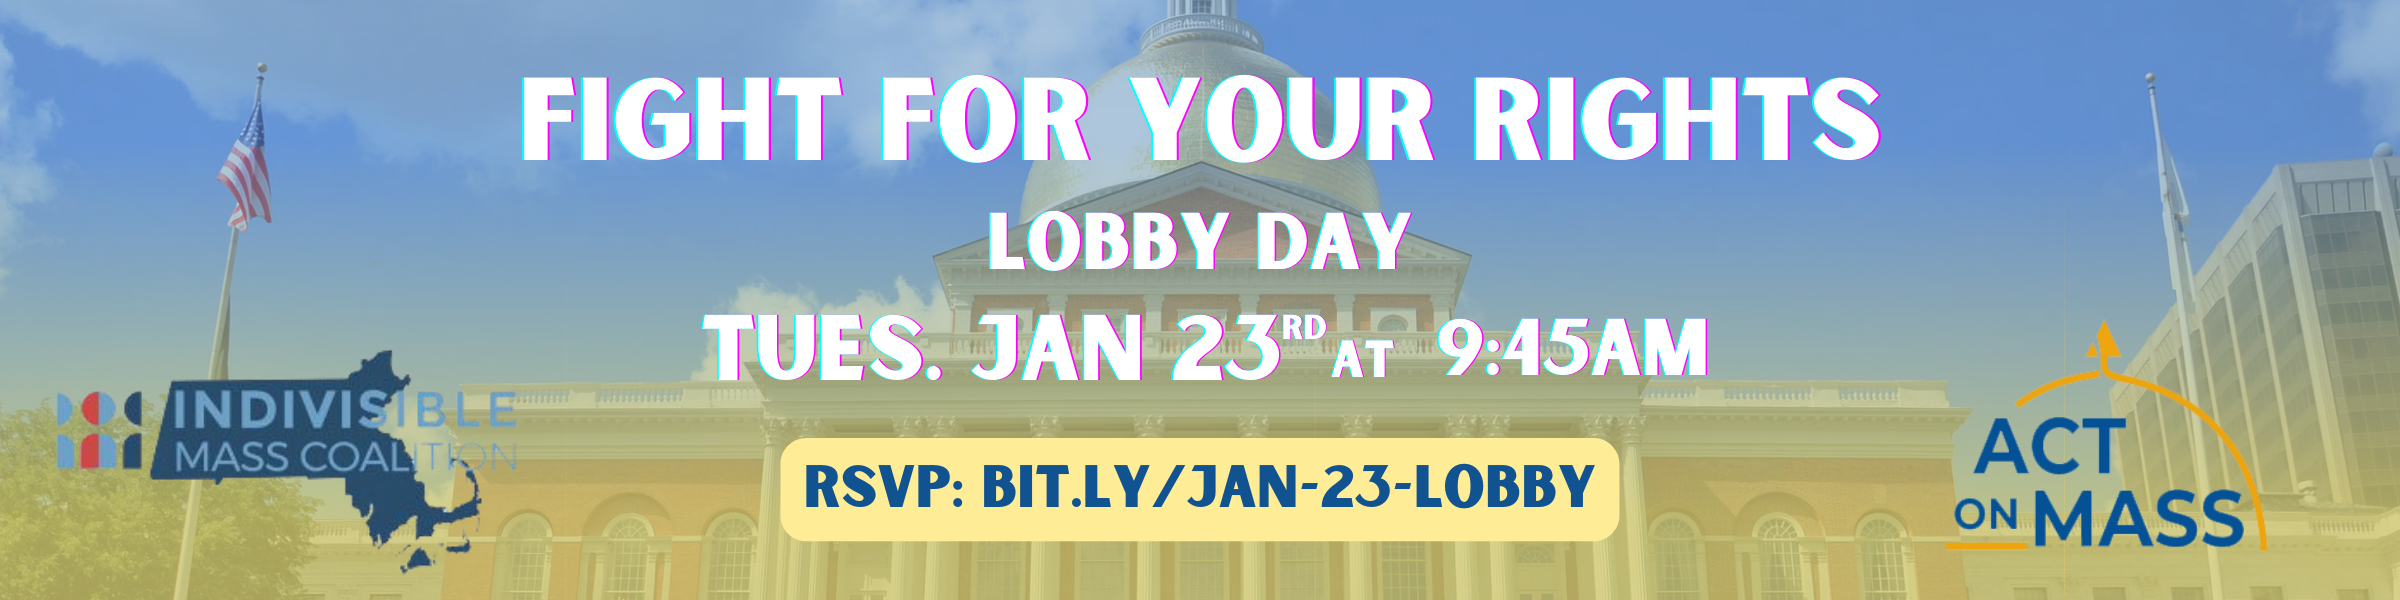 FIGHT FOR YOUR RIGHTS
LOBBY DAY
TUES. JAN 23RD AT 9:45AM
INDIVISIBLE
MASS COALITION
RSVP: BIT.LY/JAN-23-LOBBY
ACT
ON MASS